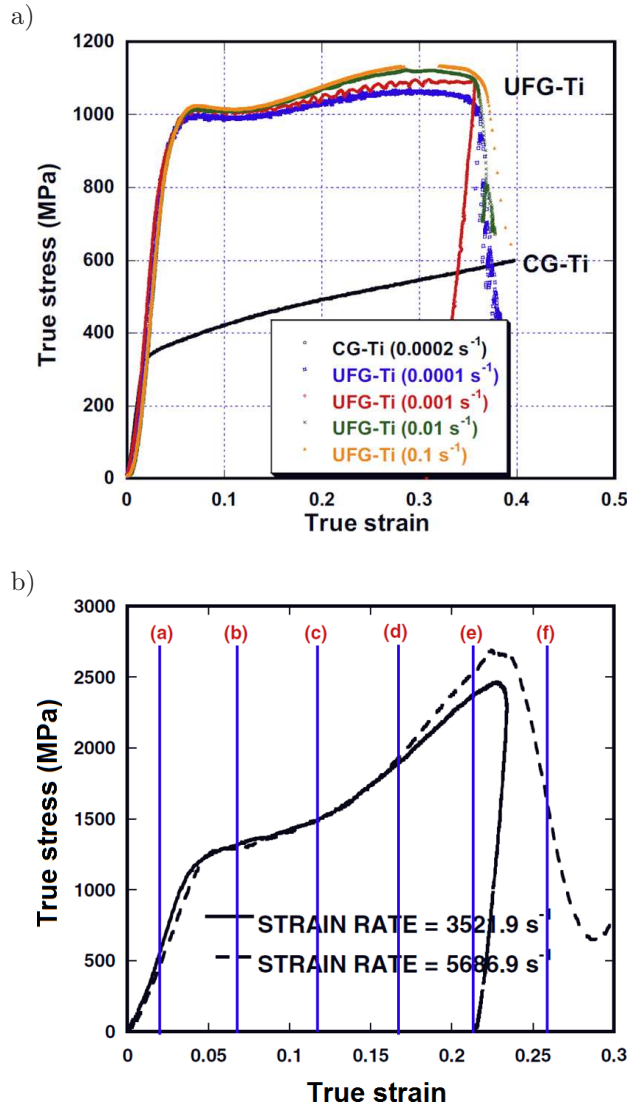 a)
1200
1000
800
600
400
200
0
True stress (MPa)
UFG-Ti
CG-Ti
CG-Ti (0.0002 s⁻¹)
UFG-Ti (0.0001 s⁻¹)
UFG-Ti (0.001 s⁻¹)
UFG-Ti (0.01 s⁻¹)
UFG-Ti (0.1 s⁻¹)
0 0.1 0.2 0.3 0.4 0.5
True strain
b)
3000
2500
2000
1500
1000
500
0
True stress (MPa)
(a) (b) (c) (d) (e) (f)
STRAIN RATE = 3521.9 s⁻¹
STRAIN RATE = 5686.9 s⁻¹
0 0.05 0.1 0.15 0.2 0.25 0.3
True strain